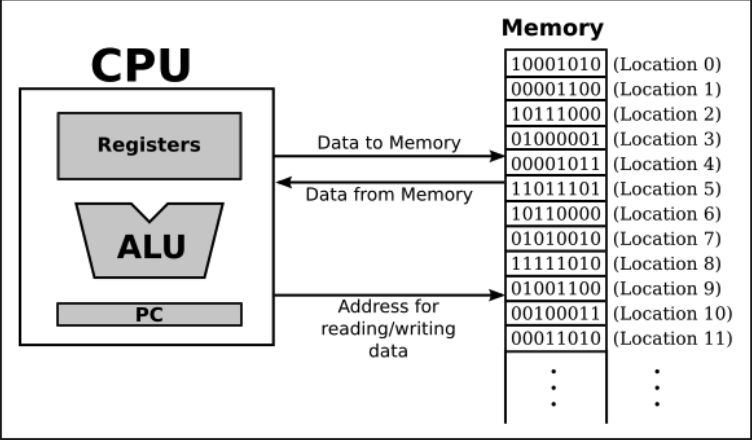 CPU
Registers
ALU
PC
Data to Memory
Data from Memory
Address for
reading/writing
data
Memory
10001010 (Location 0)
00001100 (Location 1)
10111000 (Location 2)
01000001 (Location 3)
00001011 (Location 4)
11011101 (Location 5)
10110000 (Location 6)
01010010 (Location 7)
11111010 (Location 8)
01001100 (Location 9)
00100011 (Location 10)
00011010 (Location 11)